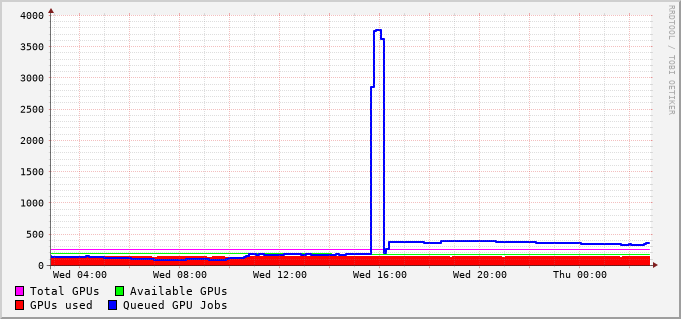 4000
3500
3000
2500
2000
1500
1000
500
0
Wed 04:00 Wed 08:00 Wed 12:00 Wed 16:00 Wed 20:00 Thu 00:00
Total GPUs Available GPUs
GPUs used Queued GPU Jobs
RRDTOOL / TOBI OETIKER